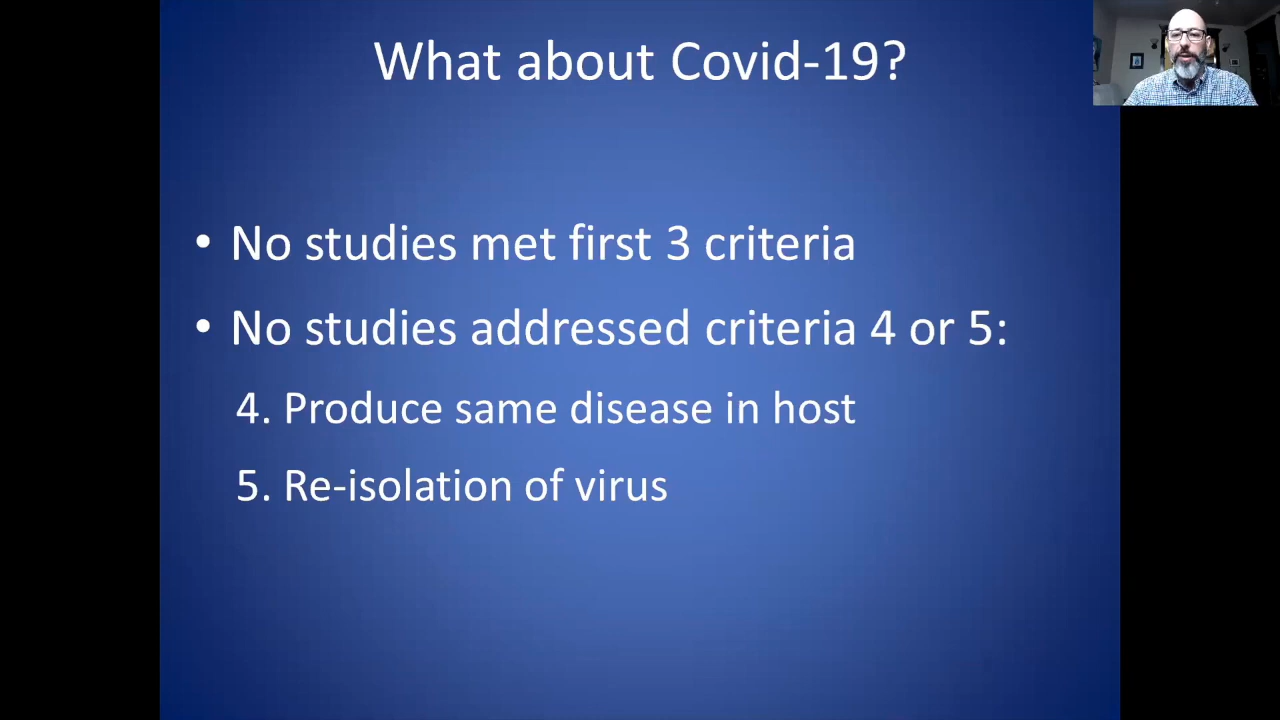 What about Covid-19?
• No studies met first 3 criteria
• No studies addressed criteria 4 or 5:
4. Produce same disease in host
5. Re-isolation of virus